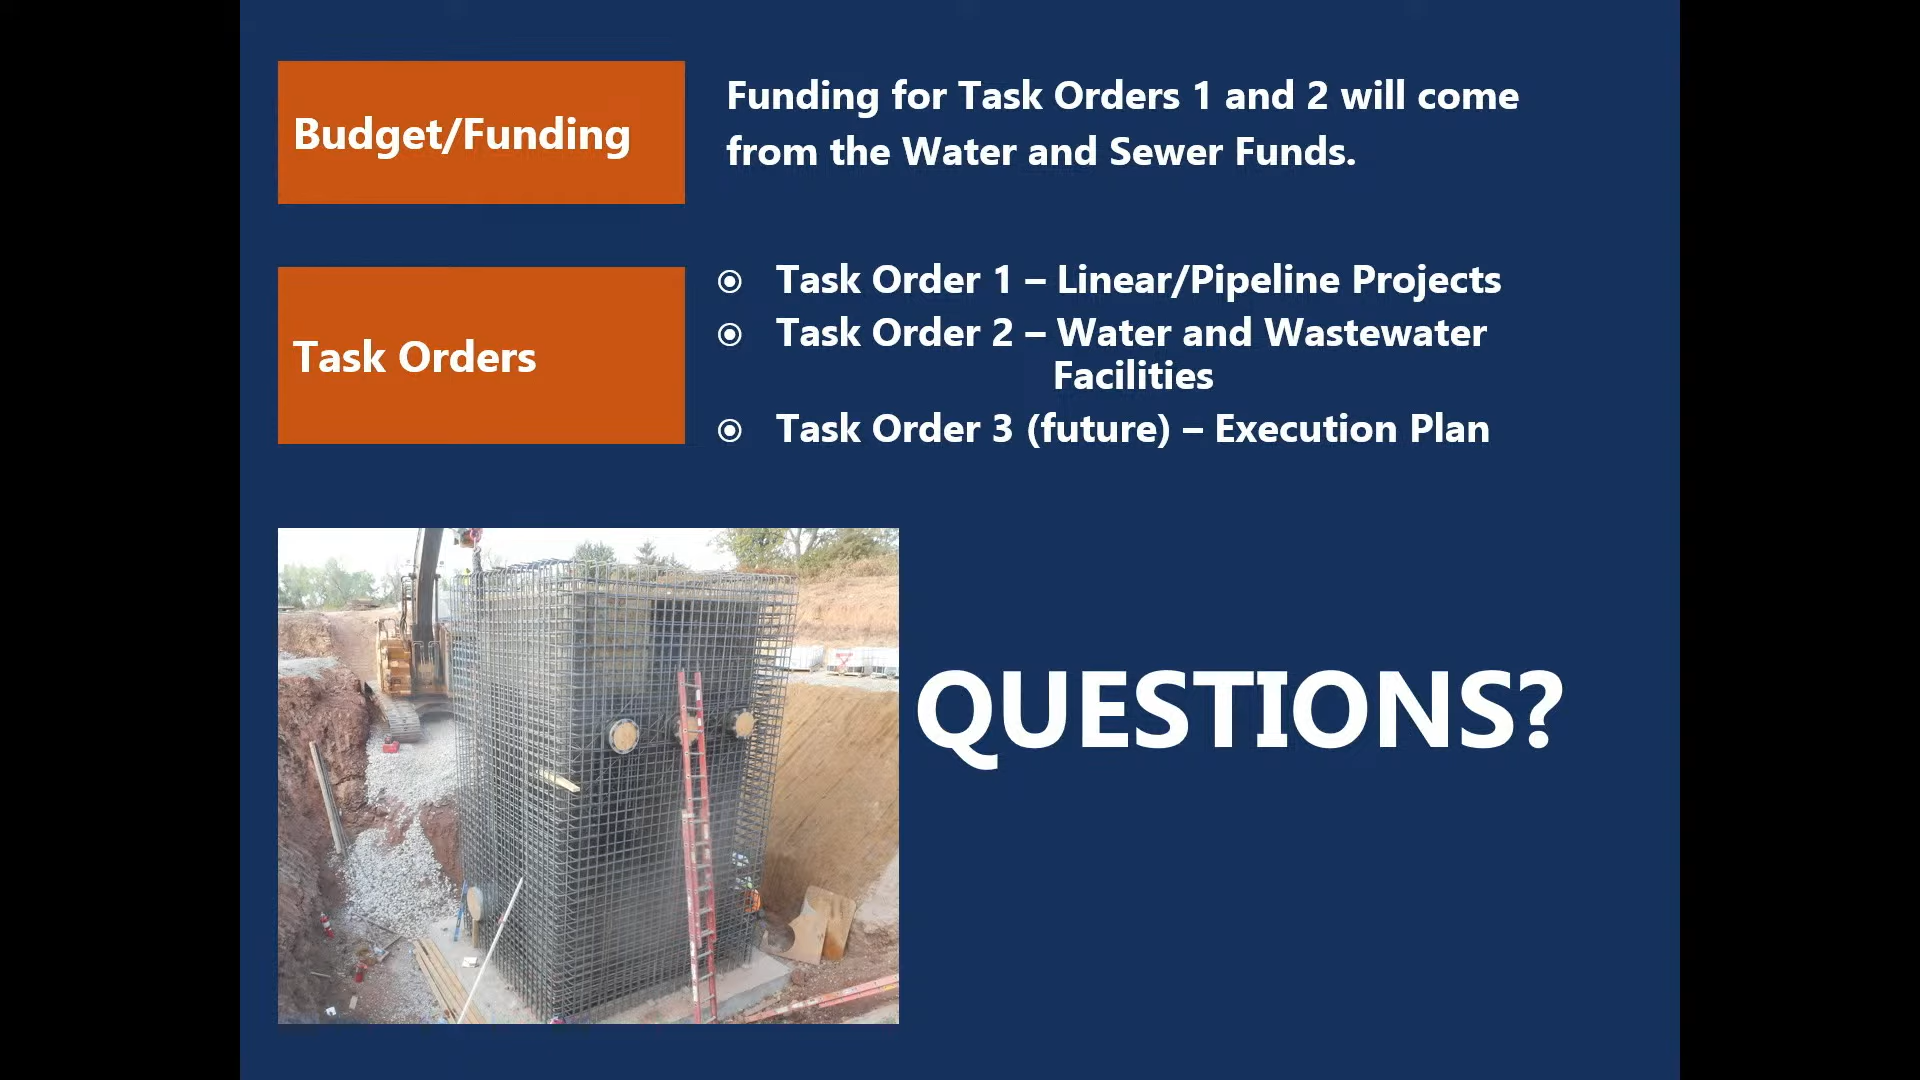 Budget/Funding
Funding for Task Orders 1 and 2 will come
from the Water and Sewer Funds.
Task Orders
Task Order 1 – Linear/Pipeline Projects
Task Order 2 – Water and Wastewater
Facilities
Task Order 3 (future) – Execution Plan
QUESTIONS?